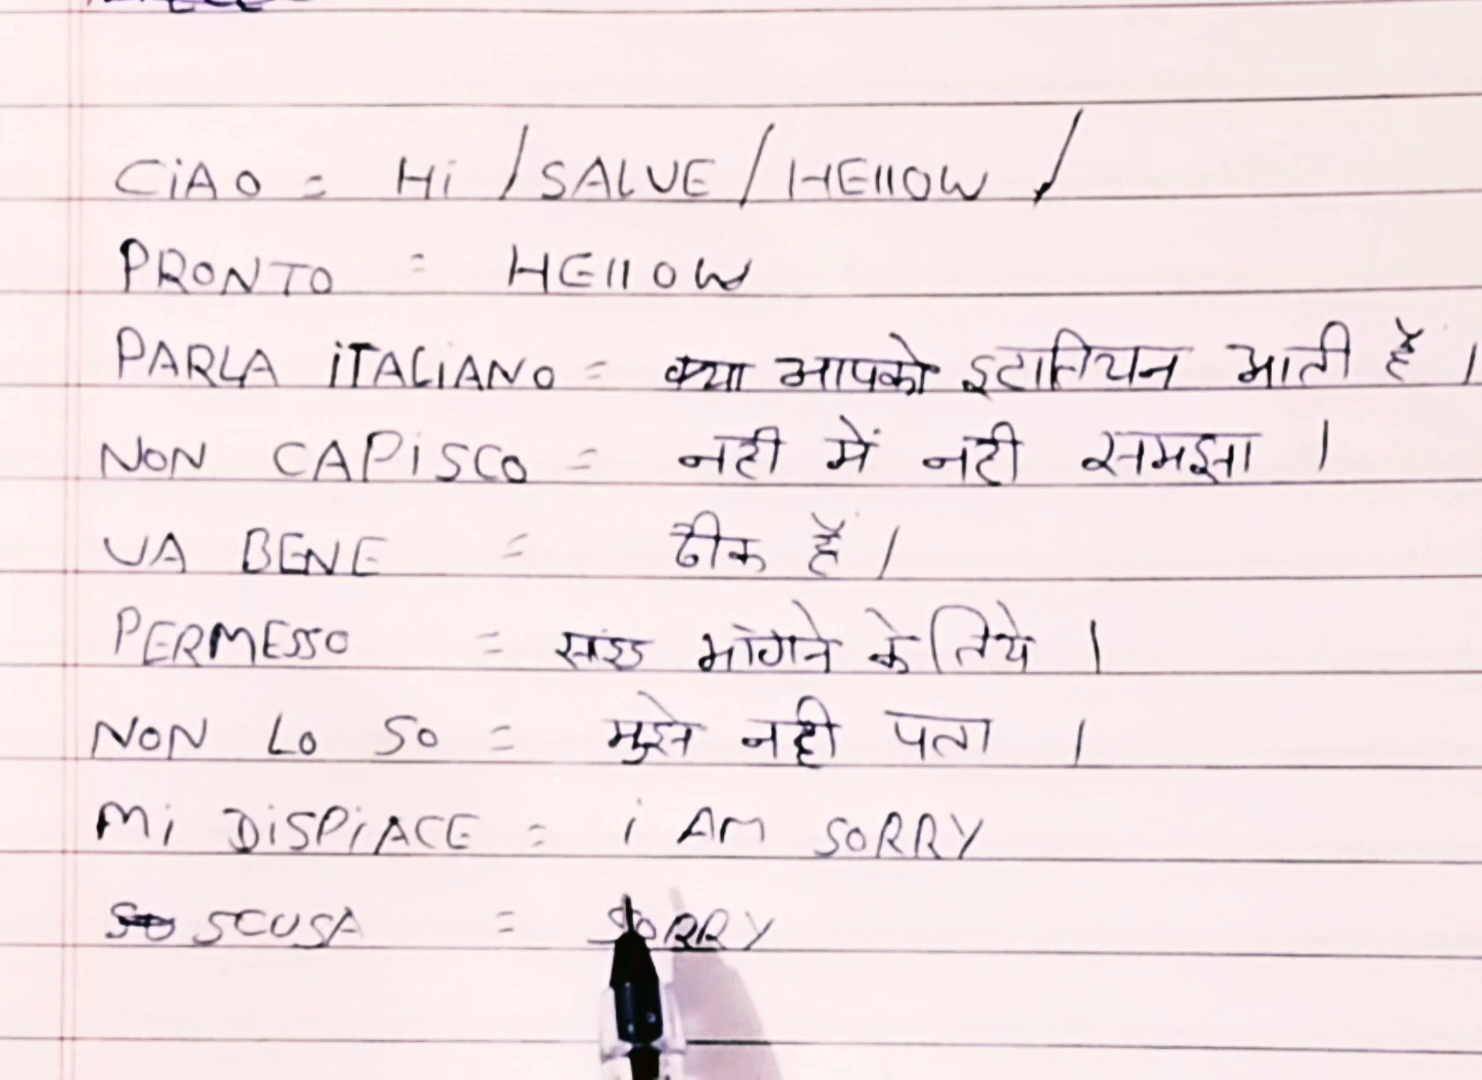 CiAO = Hi / SALVE / HEllOW /
PRONTO = HEllOW
PARLA iTALiANO = क्या आपको इटालियन आती है ।
NON CAPiSCO = नही में नही समझा ।
VA BENE = ठीक है ।
PERMESSO = साइड मांगने के लिये ।
NON LO SO = मुझे नही पता ।
Mi DiSPiACE = i AM SORRY
SCUSA = SORRY